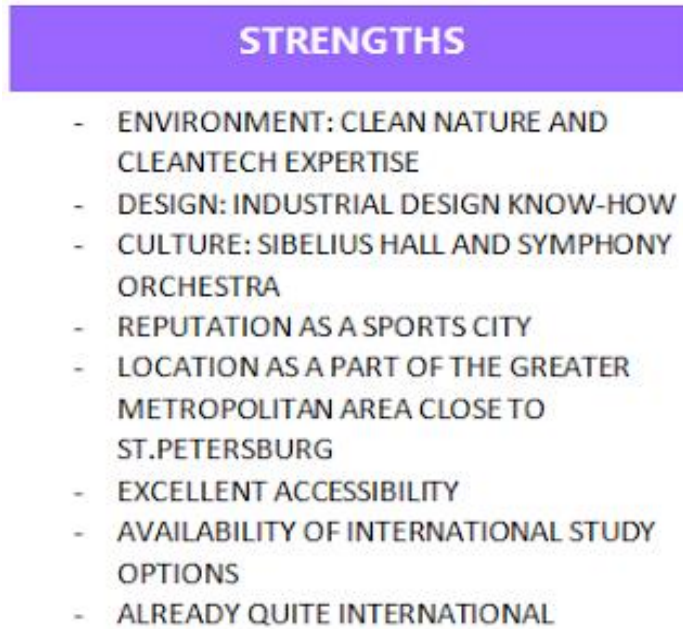 STRENGTHS
- ENVIRONMENT: CLEAN NATURE AND
CLEANTECH EXPERTISE
- DESIGN: INDUSTRIAL DESIGN KNOW-HOW
- CULTURE: SIBELIUS HALL AND SYMPHONY
ORCHESTRA
- REPUTATION AS A SPORTS CITY
- LOCATION AS A PART OF THE GREATER
METROPOLITAN AREA CLOSE TO
ST.PETERSBURG
- EXCELLENT ACCESSIBILITY
- AVAILABILITY OF INTERNATIONAL STUDY
OPTIONS
- ALREADY QUITE INTERNATIONAL